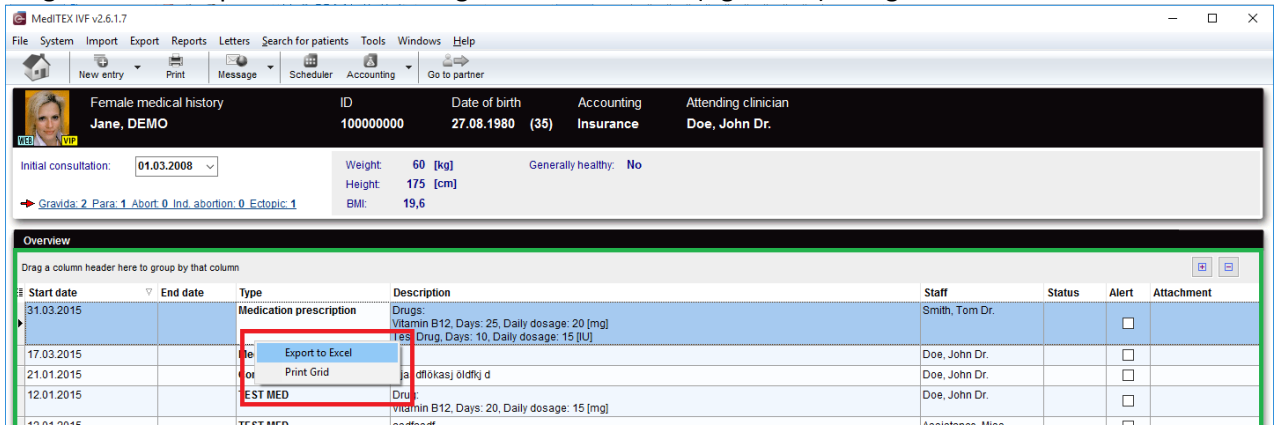 MedITEX IVF v2.6.1.7
File System Import Export Reports Letters Search for patients Tools Windows Help
New entry Print Message Scheduler Accounting Go to partner
Female medical history ID Date of birth Accounting Attending clinician
Jane, DEMO 100000000 27.08.1980 (35) Insurance Doe, John Dr.
WEB VIP
Initial consultation: 01.03.2008 Weight: 60 [kg] Generally healthy: No
Height: 175 [cm]
Gravida: 2 Para: 1 Abort: 0 Ind. abortion: 0 Ectopic: 1 BMI: 19,6
Overview
Drag a column header here to group by that column
Start date End date Type Description Staff Status Alert Attachment
31.03.2015 Medication prescription Drugs: Smith, Tom Dr.
Vitamin B12, Days: 25, Daily dosage: 20 [mg]
Test Drug, Days: 10, Daily dosage: 15 [IU]
17.03.2015 Doe, John Dr.
Export to Excel
21.01.2015 dflökasj öldfkj d Doe, John Dr.
Print Grid
12.01.2015 TEST MED Drug: Doe, John Dr.
Vitamin B12, Days: 20, Daily dosage: 15 [mg]
12.01.2015 TEST MED